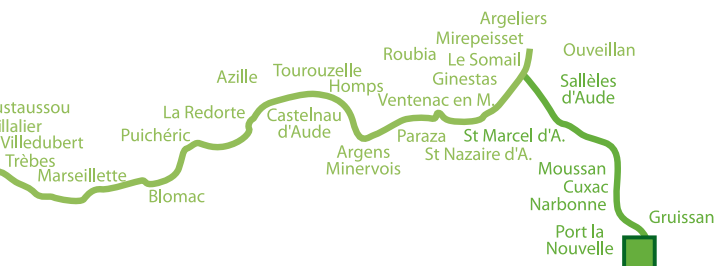 Argeliers
Mirepeisset
Roubia
Le Somail
Ouveillan
Azille
Tourouzelle
Homps
Ginestas
Sallèles
d'Aude
Ventenac en M.
La Redorte
Castelnau
d'Aude
Puichéric
Paraza
St Marcel d'A.
Villedubert
Argens
Minervois
St Nazaire d'A.
Trèbes
Marseillette
Moussan
Cuxac
Narbonne
Blomac
Gruissan
Port la
Nouvelle